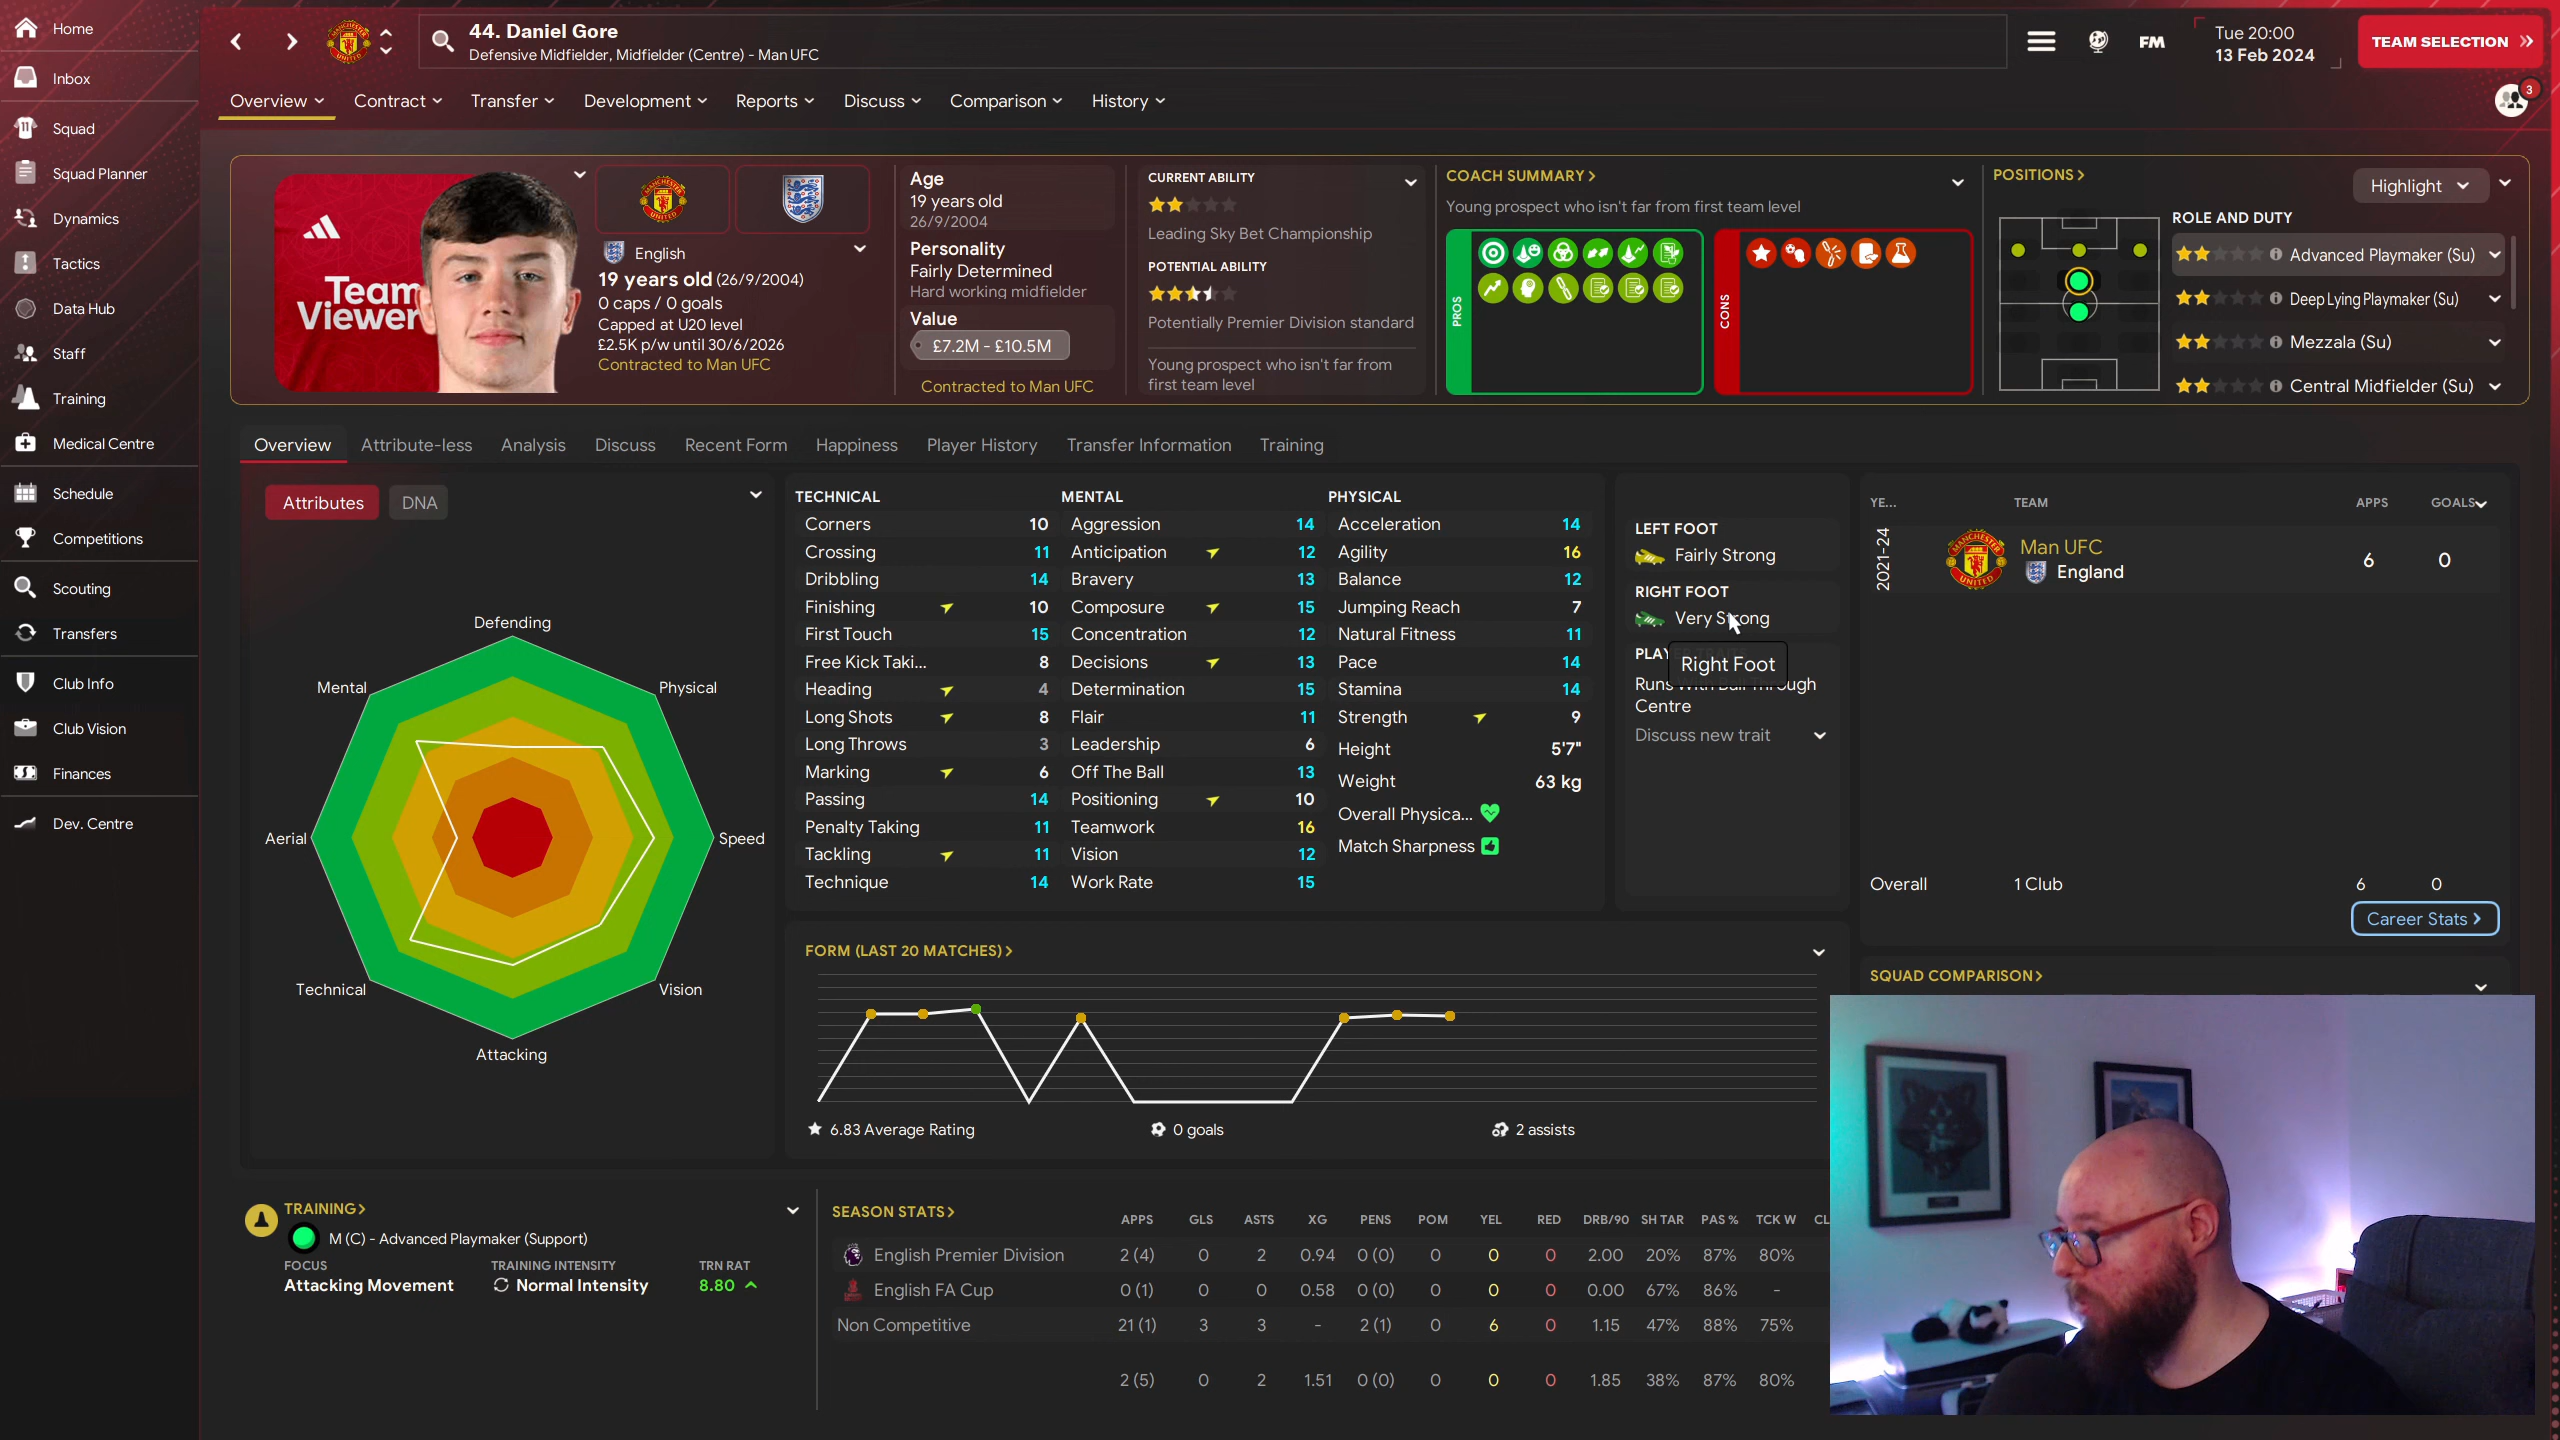 Home
Inbox
Squad
Squad Planner
Dynamics
Tactics
Data Hub
Staff
Training
Medical Centre
Schedule
Competitions
Scouting
Transfers
Club Info
Club Vision
Finances
Dev. Centre
44. Daniel Gore
Defensive Midfielder, Midfielder (Centre) - Man UFC
FM
Tue 20:00
13 Feb 2024
TEAM SELECTION
3
Overview Contract Transfer Development Reports Discuss Comparison History
Team
Viewer
English
19 years old (26/9/2004)
0 caps / 0 goals
Capped at U20 level
£2.5K p/w until 30/6/2026
Contracted to Man UFC
Age
19 years old
26/9/2004
Personality
Fairly Determined
Hard working midfielder
Value
£7.2M - £10.5M
Contracted to Man UFC
CURRENT ABILITY
Leading Sky Bet Championship
POTENTIAL ABILITY
Potentially Premier Division standard
Young prospect who isn't far from
first team level
COACH SUMMARY
Young prospect who isn't far from first team level
PROS
CONS
POSITIONS
Highlight
ROLE AND DUTY
Advanced Playmaker (Su)
Deep Lying Playmaker (Su)
Mezzala (Su)
Central Midfielder (Su)
Overview Attribute-less Analysis Discuss Recent Form Happiness Player History Transfer Information Training
Attributes DNA
Defending
Physical
Speed
Vision
Attacking
Technical
Aerial
Mental
TECHNICAL
Corners 10
Crossing 11
Dribbling 14
Finishing 10
First Touch 15
Free Kick Taki... 8
Heading 4
Long Shots 8
Long Throws 3
Marking 6
Passing 14
Penalty Taking 11
Tackling 11
Technique 14
MENTAL
Aggression 14
Anticipation 12
Bravery 13
Composure 15
Concentration 12
Decisions 13
Determination 15
Flair 11
Leadership 6
Off The Ball 13
Positioning 10
Teamwork 16
Vision 12
Work Rate 15
PHYSICAL
Acceleration 14
Agility 16
Balance 12
Jumping Reach 7
Natural Fitness 11
Pace 14
Stamina 14
Strength 9
Height 5'7"
Weight 63 kg
Overall Physica...
Match Sharpness
LEFT FOOT
Fairly Strong
RIGHT FOOT
Very Strong
Right Foot
Runs With Ball Through
Centre
Discuss new trait
YE... TEAM APPS GOALS
2021-24 Man UFC 6 0
England
Overall 1 Club 6 0
Career Stats
SQUAD COMPARISON
FORM (LAST 20 MATCHES)
6.83 Average Rating 0 goals 2 assists
TRAINING
M (C) - Advanced Playmaker (Support)
FOCUS TRAINING INTENSITY TRN RAT
Attacking Movement Normal Intensity 8.80
SEASON STATS APPS GLS ASTS XG PENS POM YEL RED DRB/90 SH TAR PAS % TCK W CL
English Premier Division 2 (4) 0 2 0.94 0 (0) 0 0 0 2.00 20% 87% 80%
English FA Cup 0 (1) 0 0 0.58 0 (0) 0 0 0 0.00 67% 86% -
Non Competitive 21 (1) 3 3 - 2 (1) 0 6 0 1.15 47% 88% 75%
2 (5) 0 2 1.51 0 (0) 0 0 0 1.85 38% 87% 80%